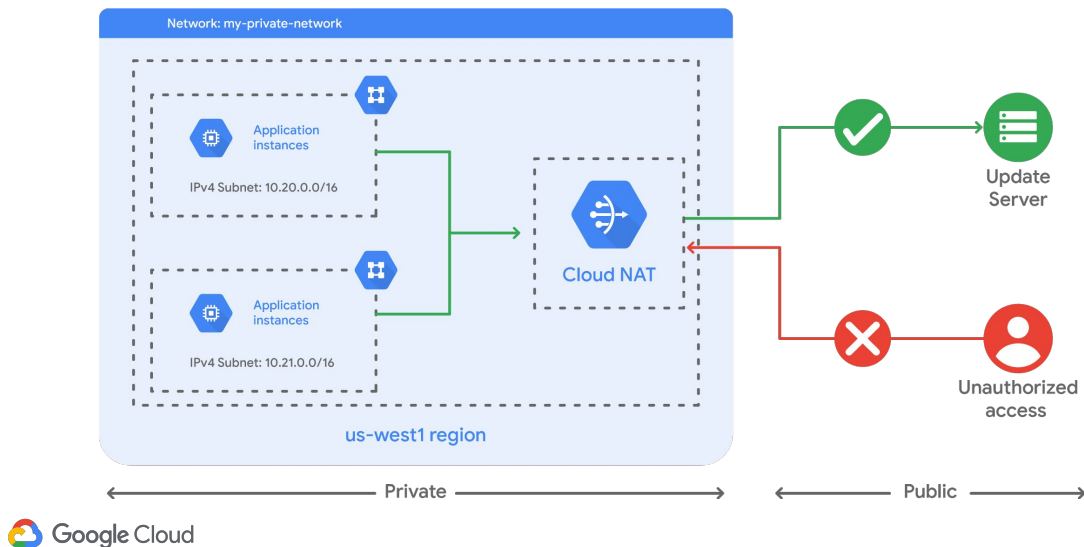 Network: my-private-network
Application
instances
IPv4 Subnet: 10.20.0.0/16
Application
instances
IPv4 Subnet: 10.21.0.0/16
Cloud NAT
us-west1 region
Update
Server
Unauthorized
access
Private
Public
Google Cloud